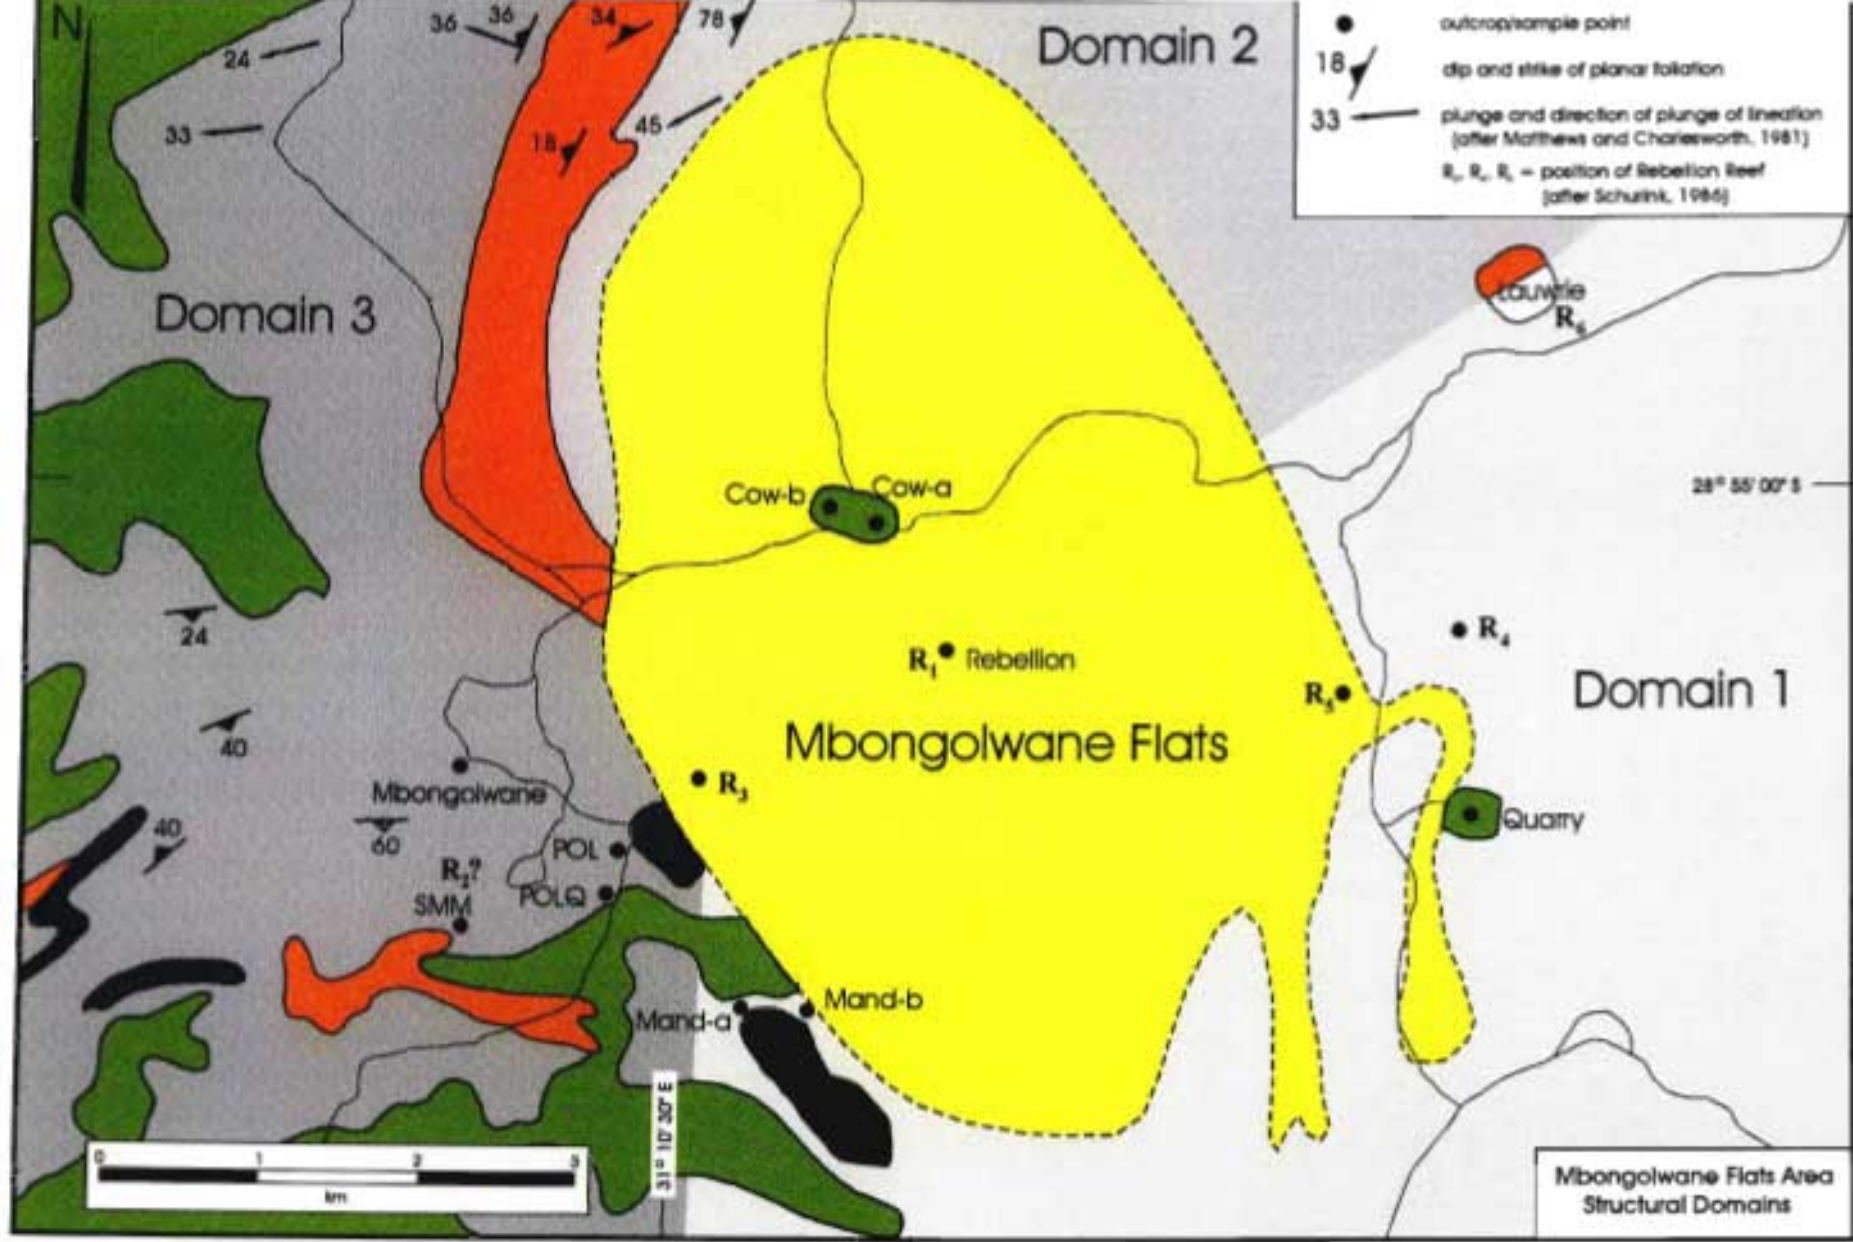 N
24
36
36
34
78
Domain 2
outcrop/sample point
18
dip and strike of planar foliation
33
plunge and direction of plunge of lineation
(after Matthews and Charlesworth, 1981)
= position of Rebellion Reef
(after Schurink, 1986)
33
18
45
Domain 3
Lauwrie
R6
Cow-b
Cow-a
28° 55' 00" S
24
R1
Rebellion
R4
R5
Domain 1
40
Mbongolwane Flats
R3
Mbongolwane
40
60
POL
Quarry
R2?
SMM
POLQ
Mand-a
Mand-b
31° 10' 30" E
0
1
2
3
km
Mbongolwane Flats Area
Structural Domains